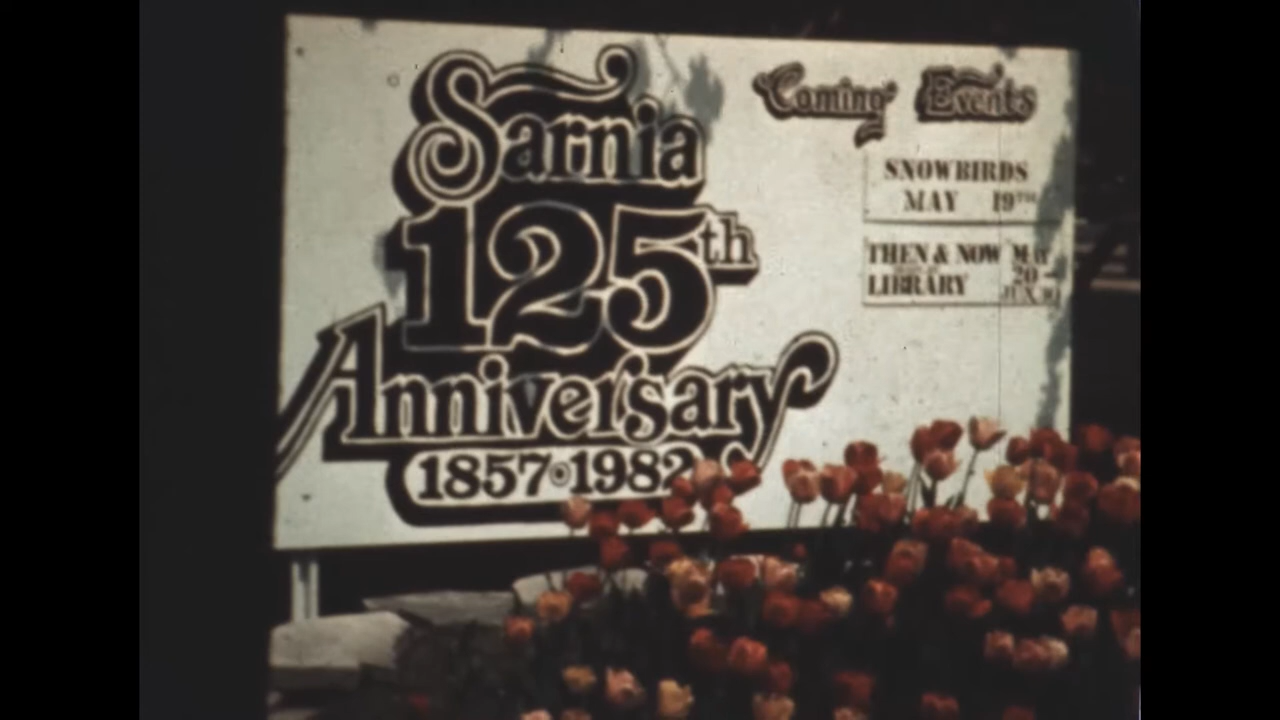 Sarnia
125th
Anniversary
1857 • 1982
Coming Events
SNOWBIRDS
MAY 19TH
THEN & NOW MAY
LIBRARY 20